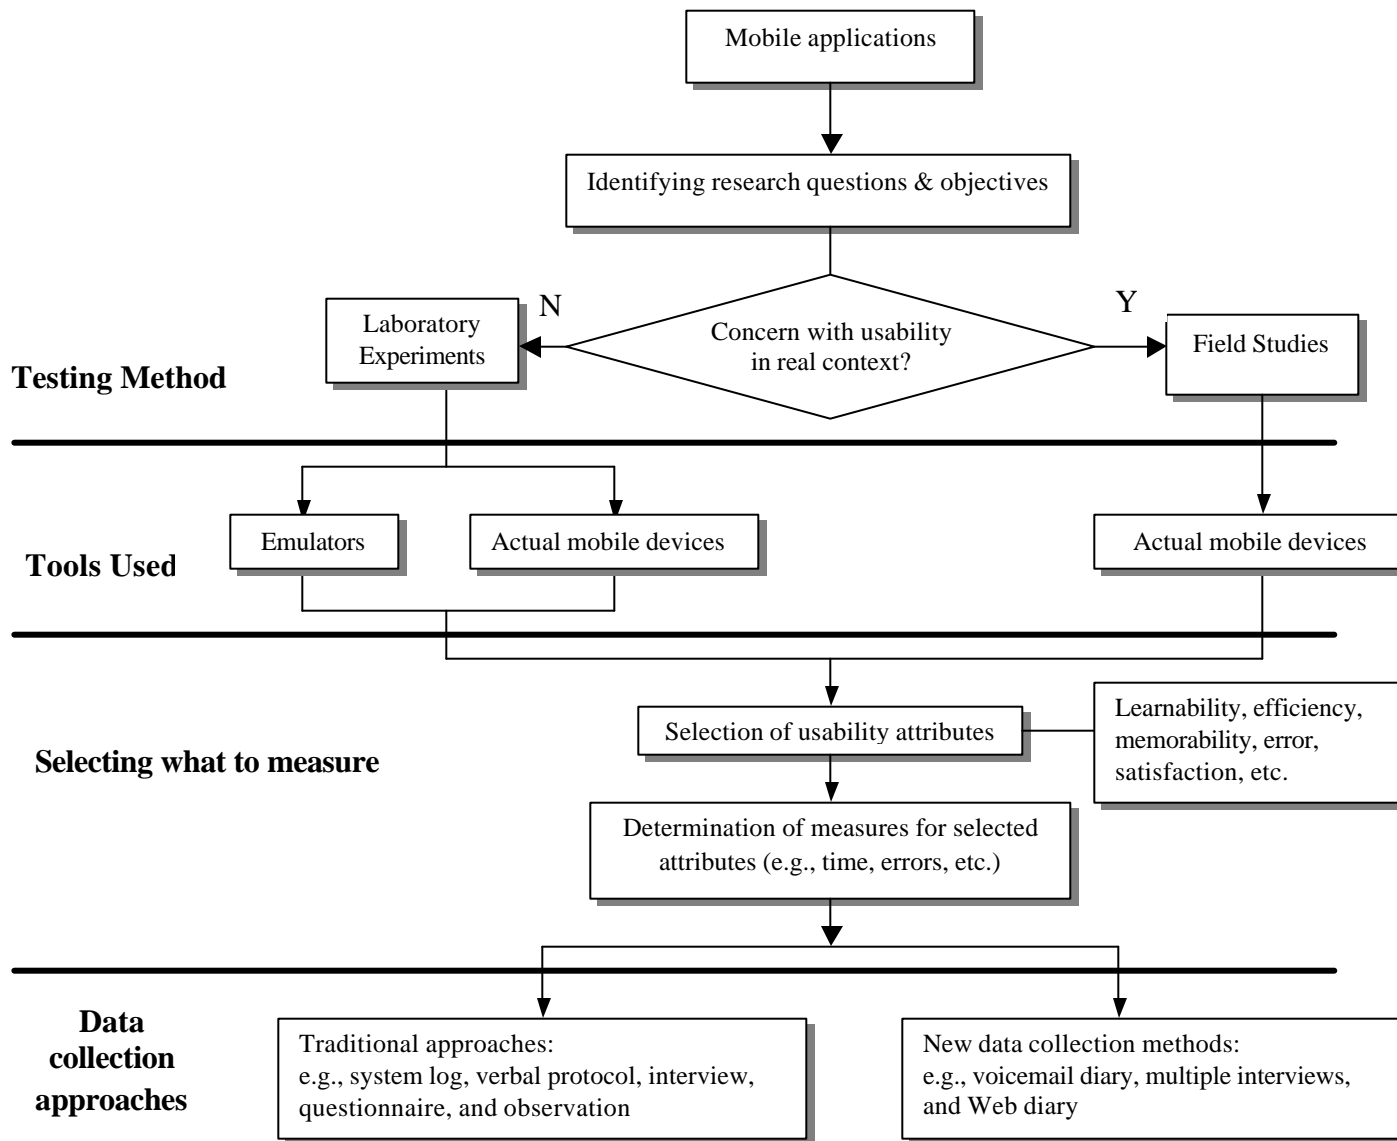 Mobile applications
Identifying research questions & objectives
N
Y
Laboratory
Experiments
Concern with usability
in real context?
Field Studies
Testing Method
Emulators
Actual mobile devices
Actual mobile devices
Tools Used
Selection of usability attributes
Learnability, efficiency,
memorability, error,
satisfaction, etc.
Selecting what to measure
Determination of measures for selected
attributes (e.g., time, errors, etc.)
Data
collection
approaches
Traditional approaches:
e.g., system log, verbal protocol, interview,
questionnaire, and observation
New data collection methods:
e.g., voicemail diary, multiple interviews,
and Web diary